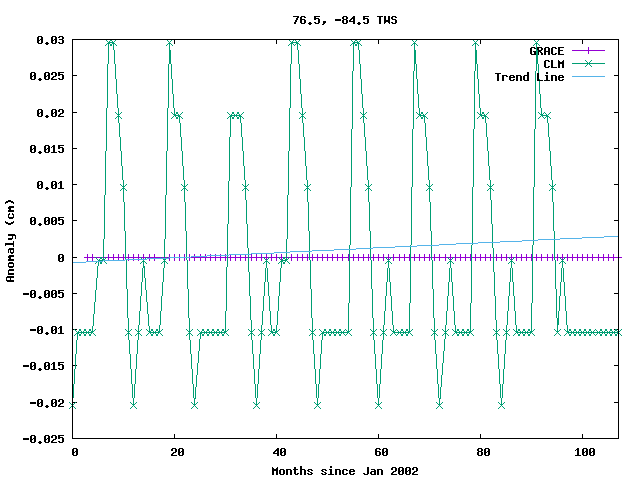 76.5, -84.5 TWS
0.03
0.025
0.02
0.015
0.01
0.005
0
-0.005
-0.01
-0.015
-0.02
-0.025
Anomaly (cm)
GRACE
CLM
Trend Line
0 20 40 60 80 100
Months since Jan 2002